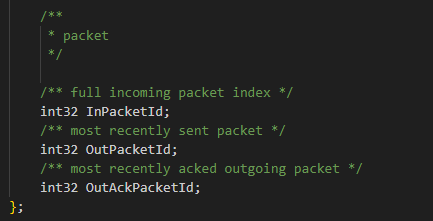 /**
* packet
*/
/** full incoming packet index */
int32 InPacketId;
/** most recently sent packet */
int32 OutPacketId;
/** most recently acked outgoing packet */
int32 OutAckPacketId;
};